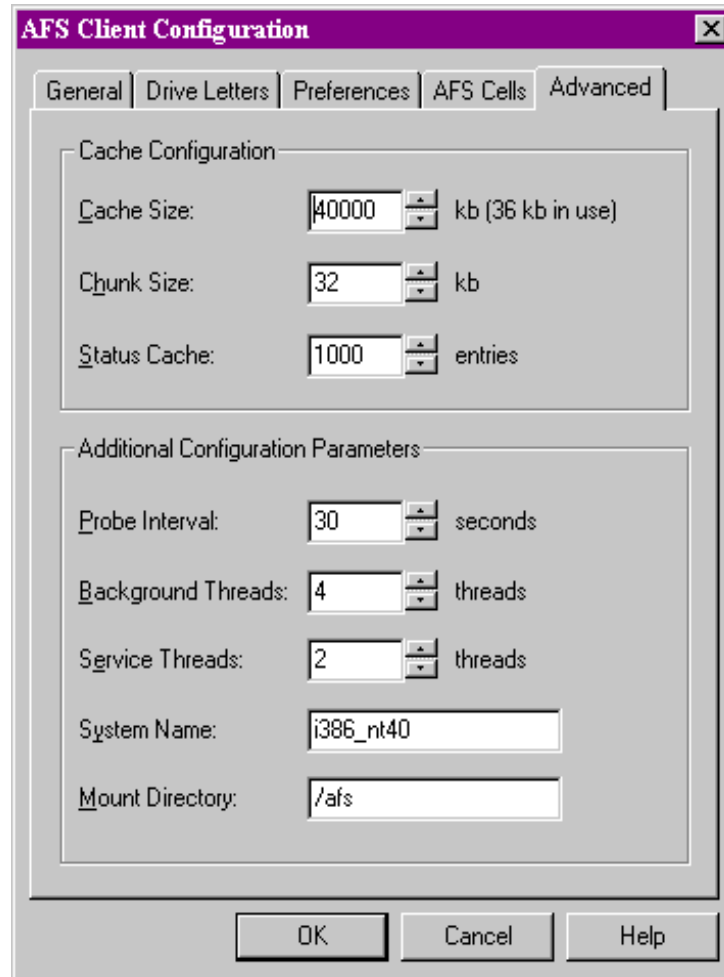 AFS Client Configuration
General Drive Letters Preferences AFS Cells Advanced
Cache Configuration
Cache Size: 40000 kb (36 kb in use)
Chunk Size: 32 kb
Status Cache: 1000 entries
Additional Configuration Parameters
Probe Interval: 30 seconds
Background Threads: 4 threads
Service Threads: 2 threads
System Name: i386_nt40
Mount Directory: /afs
OK Cancel Help